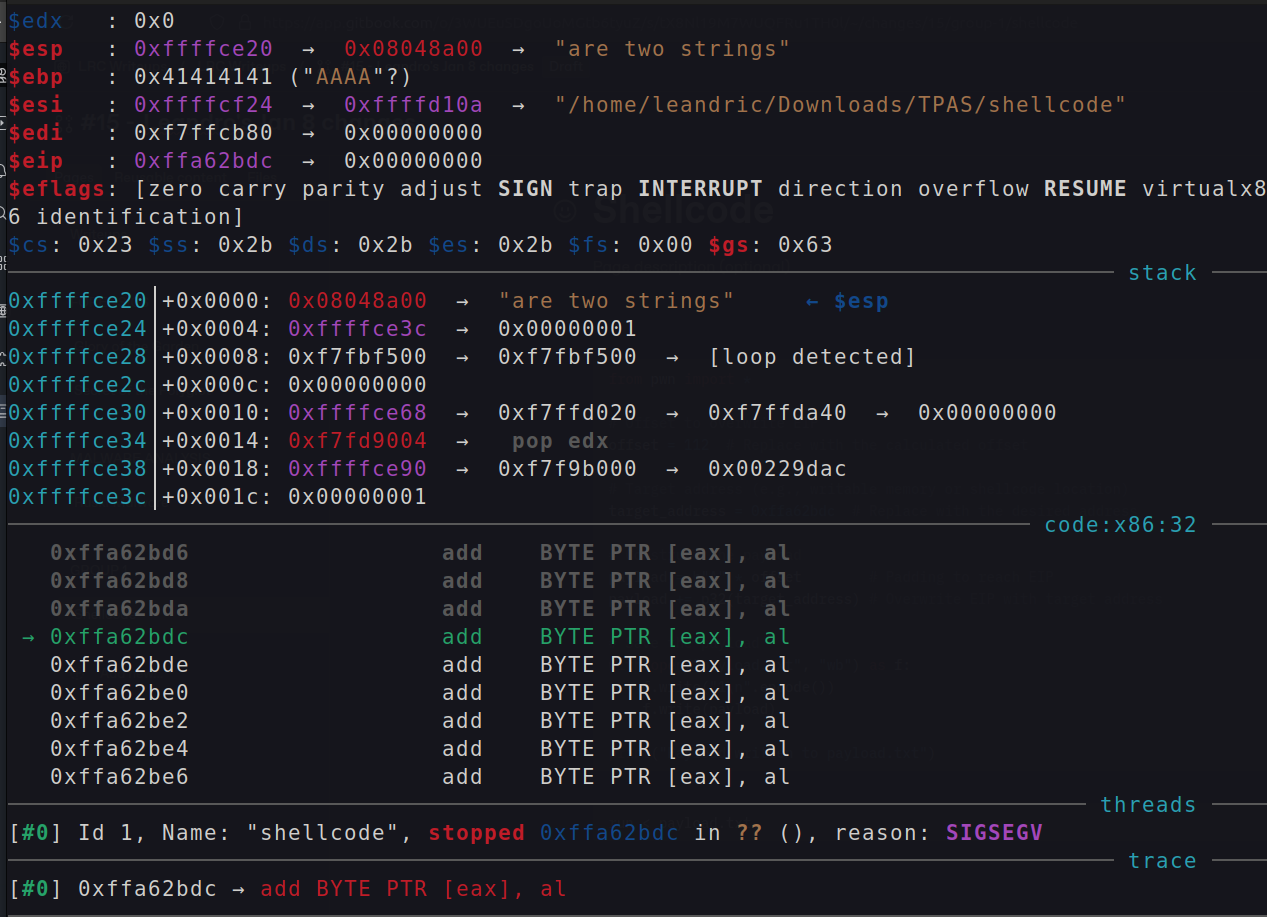 $edx   : 0x0
$esp   : 0xffffce20  →  0x08048a00  →  "are two strings"
$ebp   : 0x41414141 ("AAAA"?)
$esi   : 0xffffcf24  →  0xffffd10a  →  "/home/leandric/Downloads/TPAS/shellcode"
$edi   : 0xf7ffcb80  →  0x00000000
$eip   : 0xffa62bdc  →  0x00000000
$eflags: [zero carry parity adjust SIGN trap INTERRUPT direction overflow RESUME virtualx8
6 identification]
$cs: 0x23 $ss: 0x2b $ds: 0x2b $es: 0x2b $fs: 0x00 $gs: 0x63
stack
0xffffce20│+0x0000: 0x08048a00  →  "are two strings"     ← $esp
0xffffce24│+0x0004: 0xffffce3c  →  0x00000001
0xffffce28│+0x0008: 0xf7fbf500  →  0xf7fbf500  →  [loop detected]
0xffffce2c│+0x000c: 0x00000000
0xffffce30│+0x0010: 0xffffce68  →  0xf7ffd020  →  0xf7ffda40  →  0x00000000
0xffffce34│+0x0014: 0xf7fd9004  →   pop edx
0xffffce38│+0x0018: 0xffffce90  →  0xf7f9b000  →  0x00229dac
0xffffce3c│+0x001c: 0x00000001
code:x86:32
0xffa62bd6                  add    BYTE PTR [eax], al
0xffa62bd8                  add    BYTE PTR [eax], al
0xffa62bda                  add    BYTE PTR [eax], al
→ 0xffa62bdc                  add    BYTE PTR [eax], al
0xffa62bde                  add    BYTE PTR [eax], al
0xffa62be0                  add    BYTE PTR [eax], al
0xffa62be2                  add    BYTE PTR [eax], al
0xffa62be4                  add    BYTE PTR [eax], al
0xffa62be6                  add    BYTE PTR [eax], al
threads
[#0] Id 1, Name: "shellcode", stopped 0xffa62bdc in ?? (), reason: SIGSEGV
trace
[#0] 0xffa62bdc → add BYTE PTR [eax], al